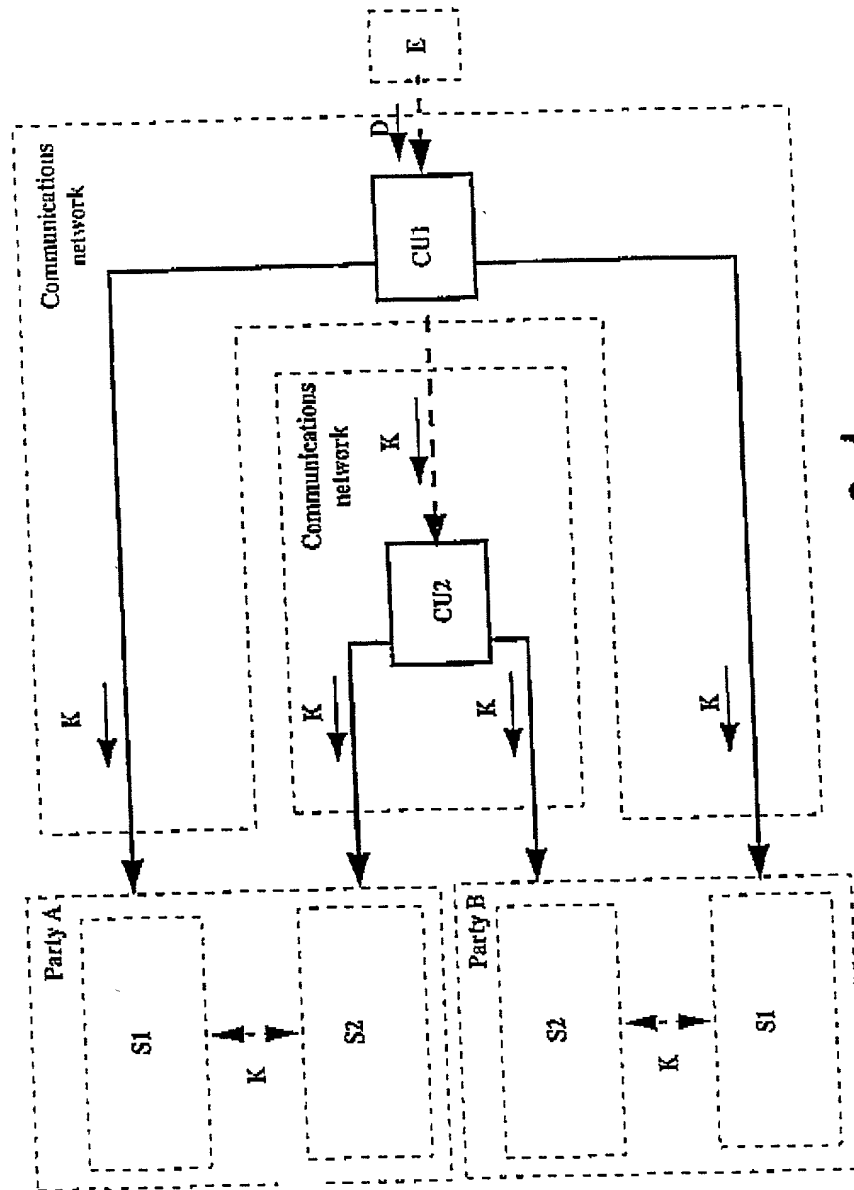 Party A
S1
K
S2
Party B
S2
K
S1
K
K
K
K
Communications
network
CU2
K
Communications
network
CU1
D
E